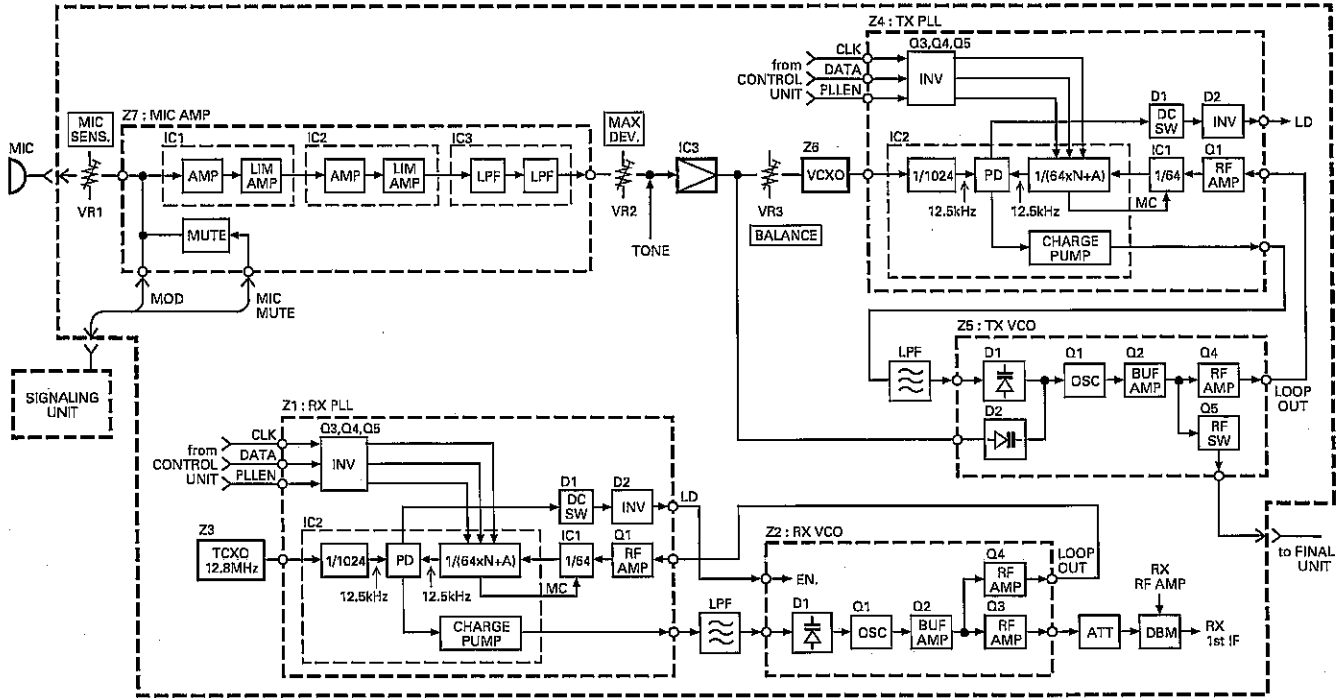 Z4 : TX PLL
CLK
from DATA
CONTROL
UNIT PLLEN
Q3,Q4,Q5
INV
D1
DC
SW
D2
INV
LD
IC2
1/1024
PD
1/(64xN+A)
IC1
1/64
Q1
RF
AMP
12.5kHz
12.5kHz
MC
CHARGE
PUMP
MIC
MIC
SENS.
VR1
Z7 : MIC AMP
IC1
AMP
LIM
AMP
IC2
AMP
LIM
AMP
IC3
LPF
LPF
MUTE
MOD
MIC
MUTE
MAX
DEV.
VR2
TONE
IC3
VR3
BALANCE
Z6
VCXO
SIGNALING
UNIT
LPF
Z5 : TX VCO
D1
D2
Q1
OSC
Q2
BUF
AMP
Q4
RF
AMP
Q5
RF
SW
LOOP
OUT
to FINAL
UNIT
Z1 : RX PLL
CLK
from DATA
CONTROL
UNIT PLLEN
Q3,Q4,Q5
INV
D1
DC
SW
D2
INV
LD
Z3
TCXO
12.8MHz
IC2
1/1024
PD
1/(64xN+A)
IC1
1/64
Q1
RF
AMP
12.5kHz
12.5kHz
MC
CHARGE
PUMP
LPF
Z2 : RX VCO
EN.
D1
Q1
OSC
Q2
BUF
AMP
Q4
RF
AMP
Q3
RF
AMP
LOOP
OUT
ATT
RX
RF AMP
DBM
RX
1st IF